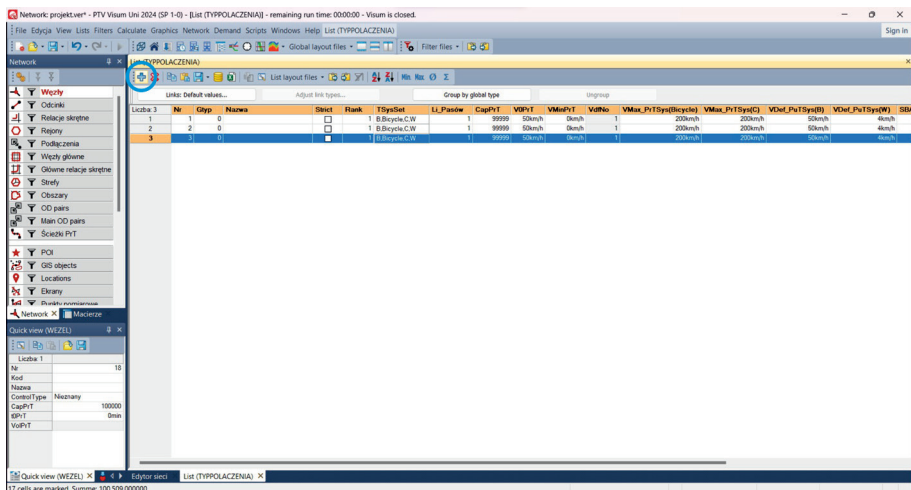 Network: projekt.ver* - PTV Visum Uni 2024 (SP 1-0) - [List (TYPPOLACZENIA)] - remaining run time: 00:00:00 - Visum is closed.
File Edycja View Lists Filters Calculate Graphics Network Demand Scripts Windows Help List (TYPPOLACZENIA) Sign in
Global layout files Filter files
Network List (TYPPOLACZENIA)
List layout files Min Max Ø Σ
Links: Default values... Adjust link types... Group by global type Ungroup
Liczba: 3 Nr Gtyp Nazwa Strict Rank TSysSet Li_Pasów CapPrT V0PrT VMinPrT VdfNo VMax_PrTSys(Bicycle) VMax_PrTSys(C) VDef_PuTSys(B) VDef_PuTSys(W)
1 1 0 1 B,Bicycle,C,W 1 99999 50km/h 0km/h 1 200km/h 200km/h 50km/h 4km/h
2 2 0 1 B,Bicycle,C,W 1 99999 50km/h 0km/h 1 200km/h 200km/h 50km/h 4km/h
3 3 0 1 B,Bicycle,C,W 1 99999 50km/h 0km/h 1 200km/h 200km/h 50km/h 4km/h
Węzły
Odcinki
Relacje skrętne
Rejony
Podłączenia
Węzły główne
Główne relacje skrętne
Strefy
Obszary
OD pairs
Main OD pairs
Ścieżki PrT
POI
GIS objects
Locations
Ekrany
Punkty pomiarowe
Network Macierze
Quick view (WEZEL)
Liczba: 1
Nr 18
Kod
Nazwa
ControlType Nieznany
CapPrT 100000
t0PrT 0min
VolPrT
Quick view (WEZEL) Edytor sieci List (TYPPOLACZENIA)
17 cells are marked. Summe: 100,509.000000